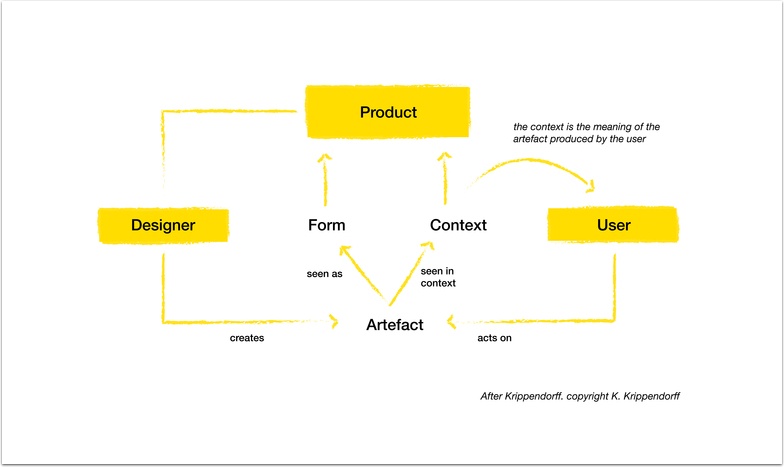 Product
the context is the meaning of the
artefact produced by the user
Designer
Form
Context
User
seen as
seen in
context
Artefact
creates
acts on
After Krippendorff. copyright K. Krippendorff